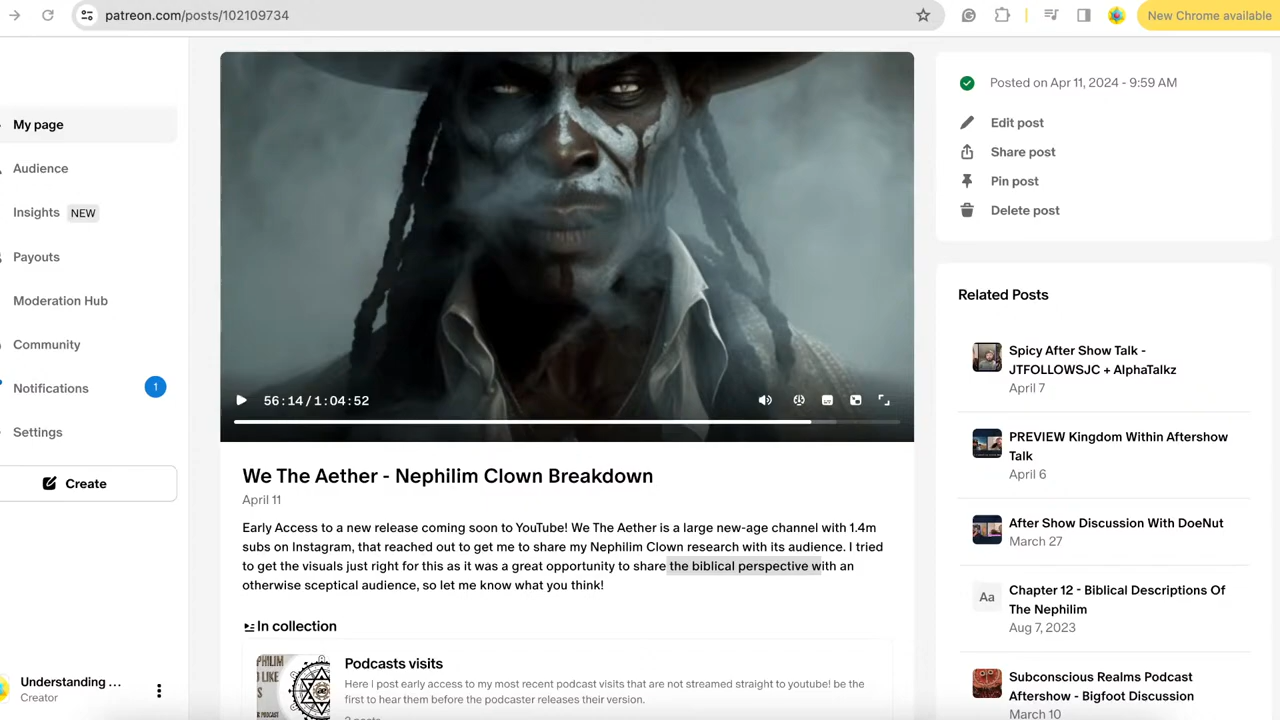 patreon.com/posts/102109734
New Chrome available
My page
Audience
Insights NEW
Payouts
Moderation Hub
Community
Notifications 1
Settings
Create
Understanding ...
Creator
56:14 / 1:04:52
We The Aether - Nephilim Clown Breakdown
April 11
Early Access to a new release coming soon to YouTube! We The Aether is a large new-age channel with 1.4m
subs on Instagram, that reached out to get me to share my Nephilim Clown research with its audience. I tried
to get the visuals just right for this as it was a great opportunity to share the biblical perspective with an
otherwise sceptical audience, so let me know what you think!
In collection
Podcasts visits
Here I post early access to my most recent podcast visits that are not streamed straight to youtube! be the
first to hear them before the podcaster releases their version.
Posted on Apr 11, 2024 - 9:59 AM
Edit post
Share post
Pin post
Delete post
Related Posts
Spicy After Show Talk -
JTFOLLOWSJC + AlphaTalkz
April 7
PREVIEW Kingdom Within Aftershow
Talk
April 6
After Show Discussion With DoeNut
March 27
Aa
Chapter 12 - Biblical Descriptions Of
The Nephilim
Aug 7, 2023
Subconscious Realms Podcast
Aftershow - Bigfoot Discussion
March 10